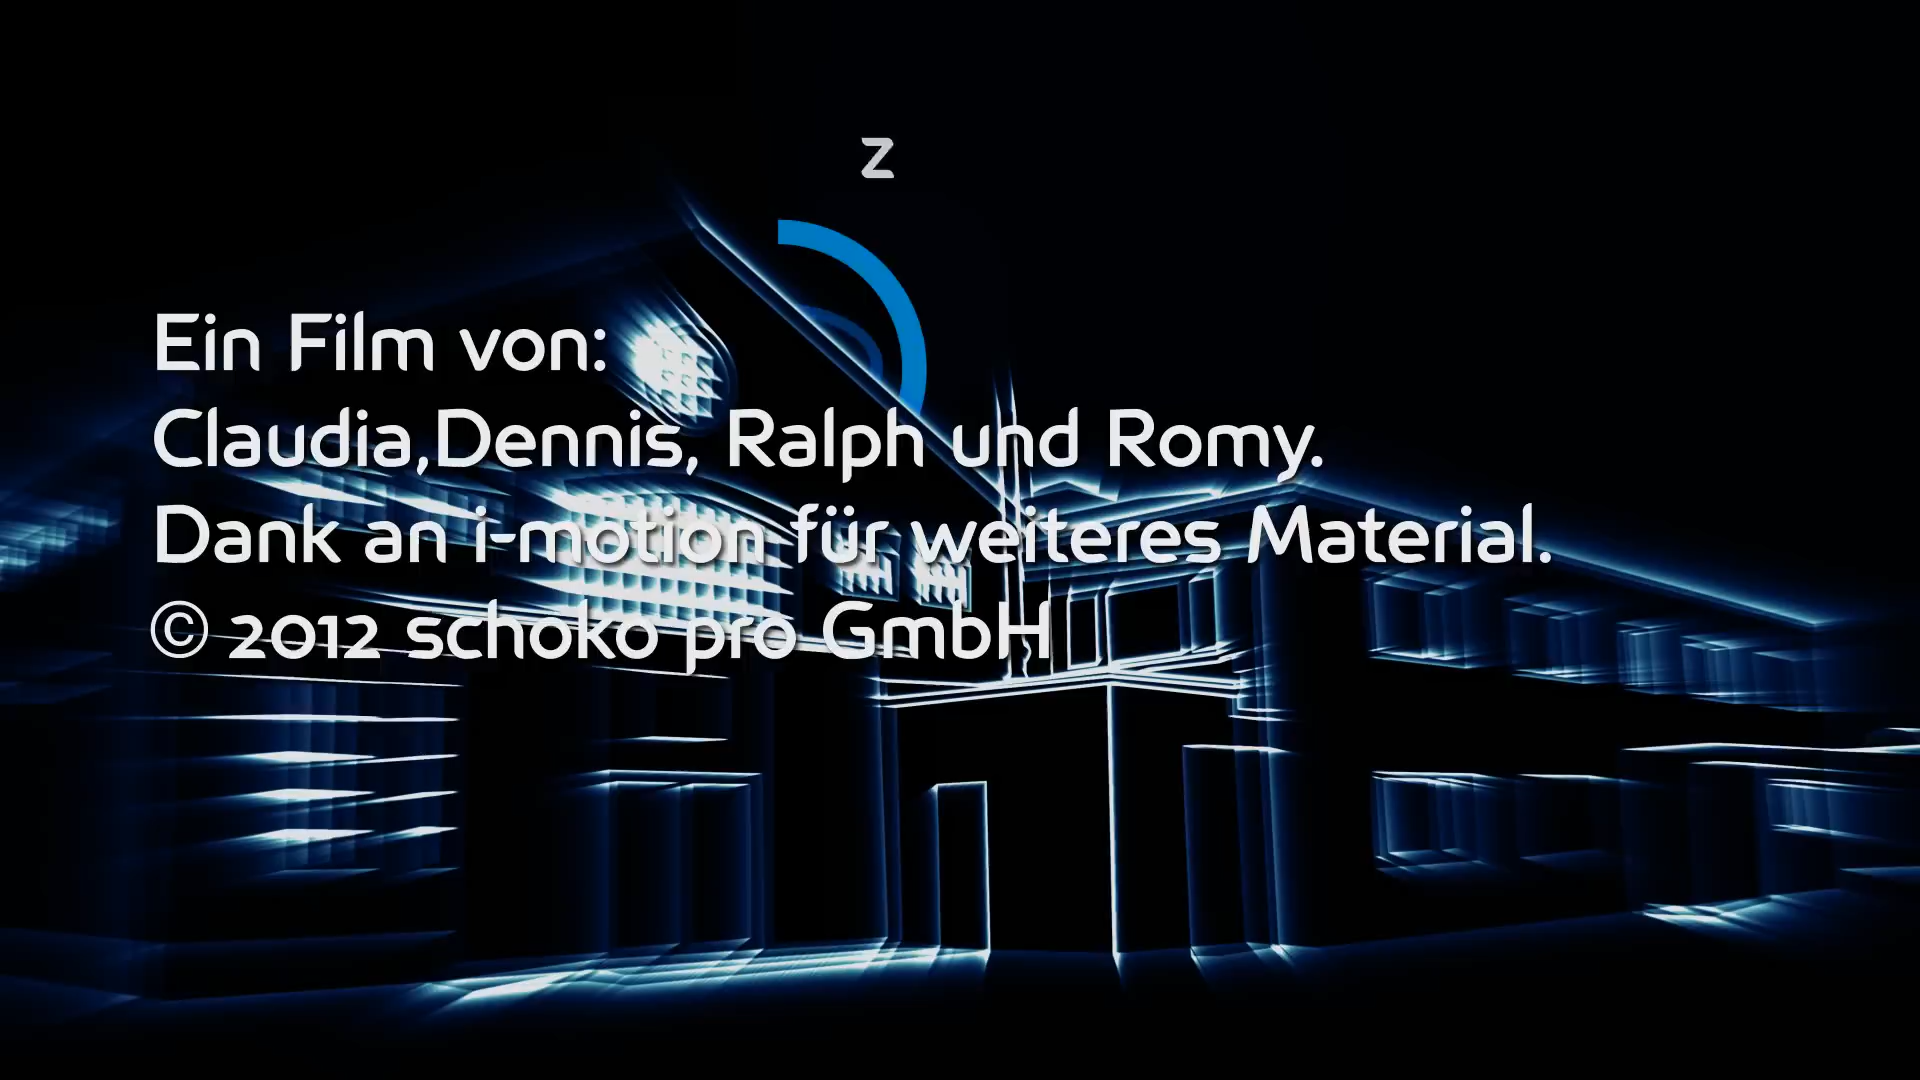 Z
Ein Film von:
Claudia,Dennis, Ralph und Romy.
Dank an i-motion für weiteres Material.
© 2012 schoko pro GmbH